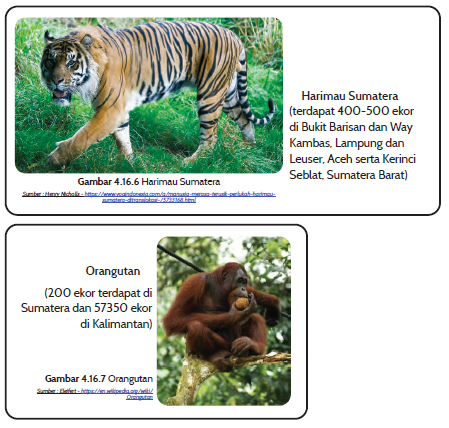 Harimau Sumatera
(terdapat 400-500 ekor
di Bukit Barisan dan Way
Kambas, Lampung dan
Leuser, Aceh serta Kerinci
Seblat, Sumatera Barat)
Gambar 4.16.6 Harimau Sumatera
Sumber : Henry Nicholls - https://www.voaindonesia.com/a/manusia-merasa-terusik-perlukah-harimau-
sumatera-ditranslokasi-/5733168.html
Orangutan
(200 ekor terdapat di
Sumatera dan 57350 ekor
di Kalimantan)
Gambar 4.16.7 Orangutan
Sumber : Eleifert - https://en.wikipedia.org/wiki/
Orangutan